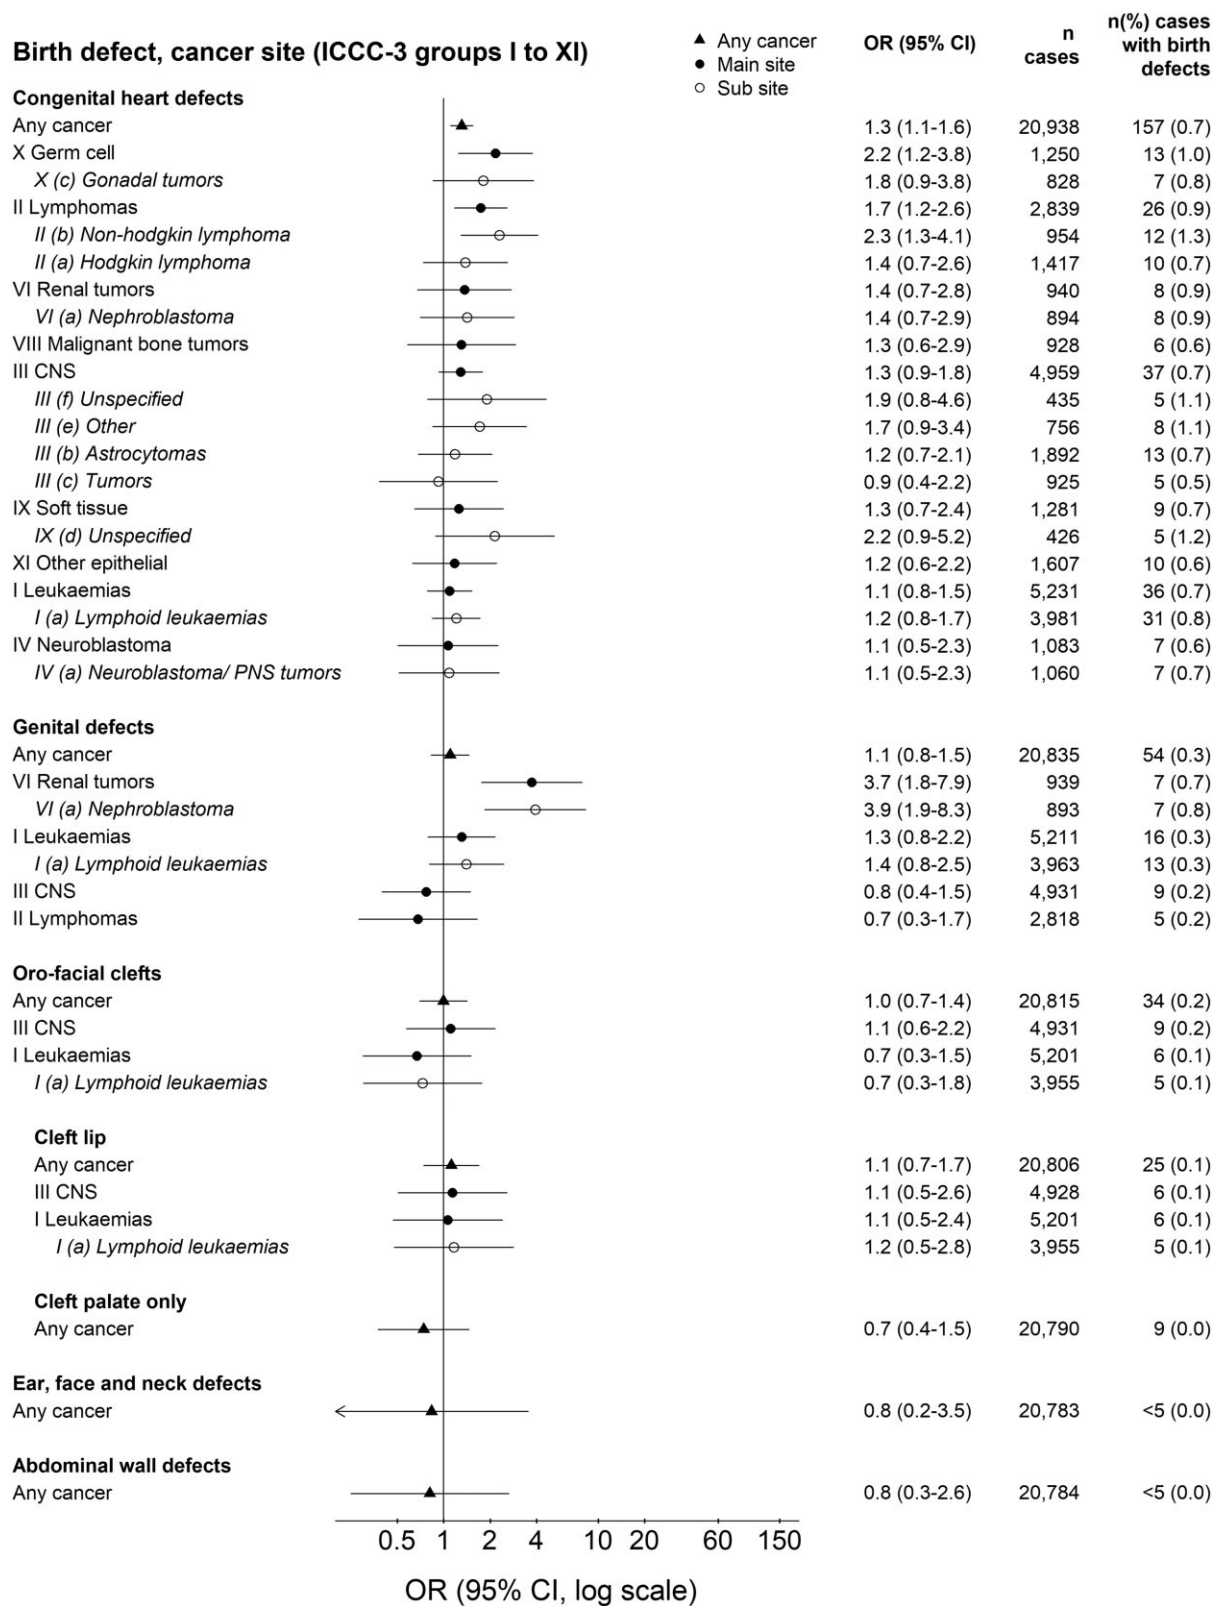 Birth defect, cancer site (ICCC-3 groups I to XI)
Any cancer
Main site
Sub site
OR (95% CI)
n cases
n(%) cases with birth defects
Congenital heart defects
Any cancer 1.3 (1.1-1.6) 20,938 157 (0.7)
X Germ cell 2.2 (1.2-3.8) 1,250 13 (1.0)
X (c) Gonadal tumors 1.8 (0.9-3.8) 828 7 (0.8)
II Lymphomas 1.7 (1.2-2.6) 2,839 26 (0.9)
II (b) Non-hodgkin lymphoma 2.3 (1.3-4.1) 954 12 (1.3)
II (a) Hodgkin lymphoma 1.4 (0.7-2.6) 1,417 10 (0.7)
VI Renal tumors 1.4 (0.7-2.8) 940 8 (0.9)
VI (a) Nephroblastoma 1.4 (0.7-2.9) 894 8 (0.9)
VIII Malignant bone tumors 1.3 (0.6-2.9) 928 6 (0.6)
III CNS 1.3 (0.9-1.8) 4,959 37 (0.7)
III (f) Unspecified 1.9 (0.8-4.6) 435 5 (1.1)
III (e) Other 1.7 (0.9-3.4) 756 8 (1.1)
III (b) Astrocytomas 1.2 (0.7-2.1) 1,892 13 (0.7)
III (c) Tumors 0.9 (0.4-2.2) 925 5 (0.5)
IX Soft tissue 1.3 (0.7-2.4) 1,281 9 (0.7)
IX (d) Unspecified 2.2 (0.9-5.2) 426 5 (1.2)
XI Other epithelial 1.2 (0.6-2.2) 1,607 10 (0.6)
I Leukaemias 1.1 (0.8-1.5) 5,231 36 (0.7)
I (a) Lymphoid leukaemias 1.2 (0.8-1.7) 3,981 31 (0.8)
IV Neuroblastoma 1.1 (0.5-2.3) 1,083 7 (0.6)
IV (a) Neuroblastoma/ PNS tumors 1.1 (0.5-2.3) 1,060 7 (0.7)
Genital defects
Any cancer 1.1 (0.8-1.5) 20,835 54 (0.3)
VI Renal tumors 3.7 (1.8-7.9) 939 7 (0.7)
VI (a) Nephroblastoma 3.9 (1.9-8.3) 893 7 (0.8)
I Leukaemias 1.3 (0.8-2.2) 5,211 16 (0.3)
I (a) Lymphoid leukaemias 1.4 (0.8-2.5) 3,963 13 (0.3)
III CNS 0.8 (0.4-1.5) 4,931 9 (0.2)
II Lymphomas 0.7 (0.3-1.7) 2,818 5 (0.2)
Oro-facial clefts
Any cancer 1.0 (0.7-1.4) 20,815 34 (0.2)
III CNS 1.1 (0.6-2.2) 4,931 9 (0.2)
I Leukaemias 0.7 (0.3-1.5) 5,201 6 (0.1)
I (a) Lymphoid leukaemias 0.7 (0.3-1.8) 3,955 5 (0.1)
Cleft lip
Any cancer 1.1 (0.7-1.7) 20,806 25 (0.1)
III CNS 1.1 (0.5-2.6) 4,928 6 (0.1)
I Leukaemias 1.1 (0.5-2.4) 5,201 6 (0.1)
I (a) Lymphoid leukaemias 1.2 (0.5-2.8) 3,955 5 (0.1)
Cleft palate only
Any cancer 0.7 (0.4-1.5) 20,790 9 (0.0)
Ear, face and neck defects
Any cancer 0.8 (0.2-3.5) 20,783 <5 (0.0)
Abdominal wall defects
Any cancer 0.8 (0.3-2.6) 20,784 <5 (0.0)
0.5 1 2 4 10 20 60 150
OR (95% CI, log scale)